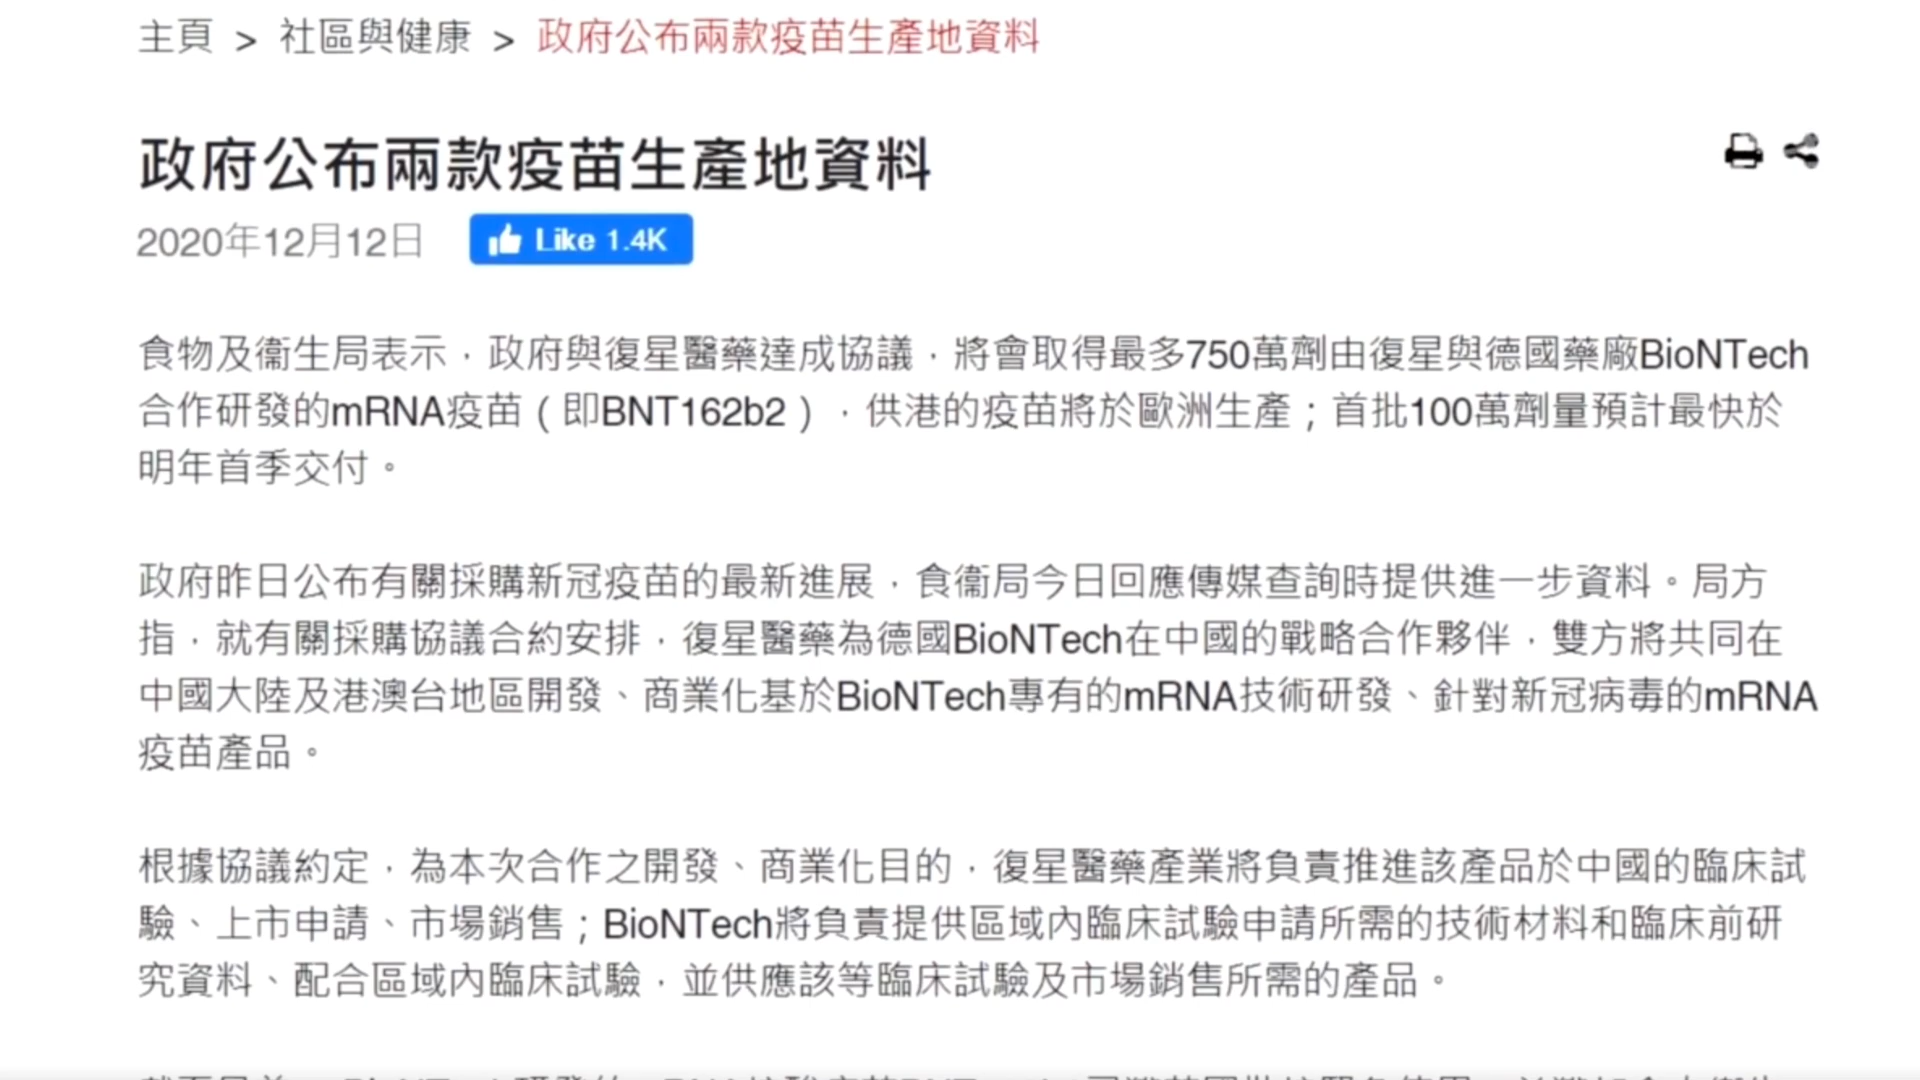 主頁 > 社區與健康 > 政府公布兩款疫苗生產地資料
政府公布兩款疫苗生產地資料
2020年12月12日
Like 1.4K
食物及衞生局表示，政府與復星醫藥達成協議，將會取得最多750萬劑由復星與德國藥廠BioNTech
合作研發的mRNA疫苗（即BNT162b2），供港的疫苗將於歐洲生產；首批100萬劑量預計最快於
明年首季交付。
政府昨日公布有關採購新冠疫苗的最新進展，食衞局今日回應傳媒查詢時提供進一步資料。局方
指，就有關採購協議合約安排，復星醫藥為德國BioNTech在中國的戰略合作夥伴，雙方將共同在
中國大陸及港澳台地區開發、商業化基於BioNTech專有的mRNA技術研發、針對新冠病毒的mRNA
疫苗產品。
根據協議約定，為本次合作之開發、商業化目的，復星醫藥產業將負責推進該產品於中國的臨床試
驗、上市申請、市場銷售；BioNTech將負責提供區域內臨床試驗申請所需的技術材料和臨床前研
究資料、配合區域內臨床試驗，並供應該等臨床試驗及市場銷售所需的產品。